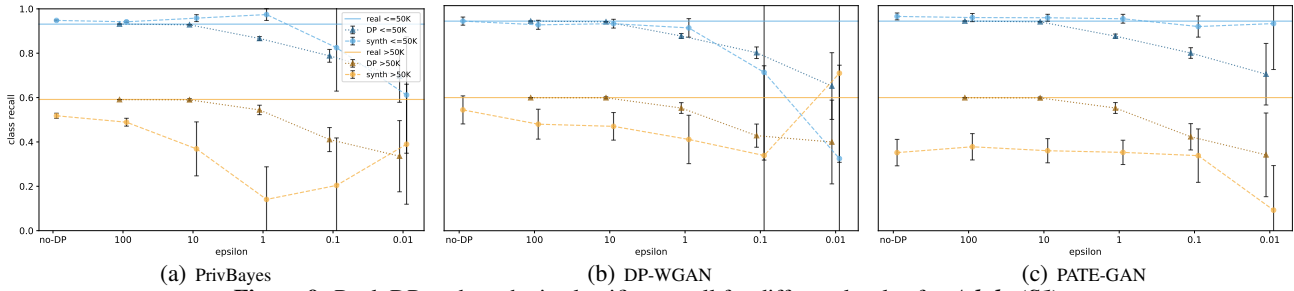 1.0
0.8
0.6
0.4
0.2
0.0
class recall
real <=50K
DP <=50K
synth <=50K
real >50K
DP >50K
synth >50K
no-DP 100 10 1 0.1 0.01
epsilon
no-DP 100 10 1 0.1 0.01
epsilon
no-DP 100 10 1 0.1 0.01
epsilon
(a) PrivBayes
(b) DP-WGAN
(c) PATE-GAN